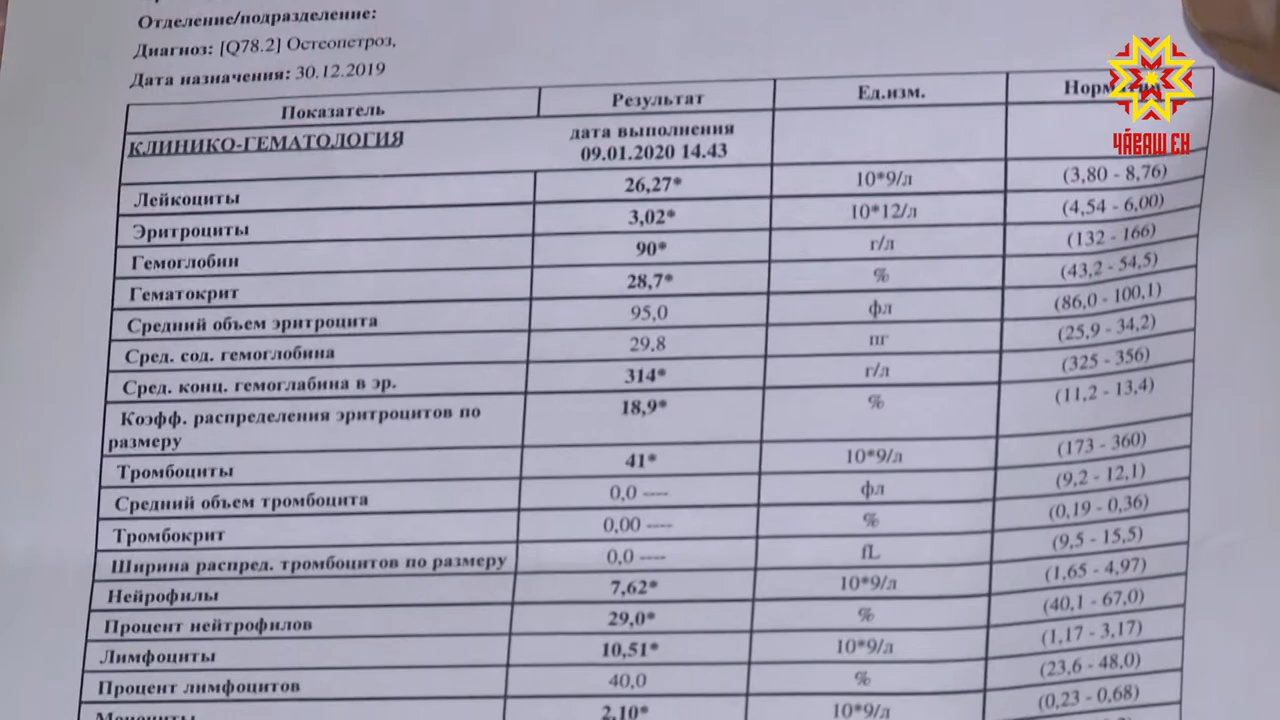 Отделение/подразделение:
Диагноз: [Q78.2] Остеопетроз,
Дата назначения: 30.12.2019
Показатель Результат Ед.изм.
КЛИНИКО-ГЕМАТОЛОГИЯ дата выполнения
09.01.2020 14.43
ЧӐВАШ ЕН
Лейкоциты 26,27* 10*9/л (3,80 - 8,76)
Эритроциты 3,02* 10*12/л (4,54 - 6,00)
Гемоглобин 90* г/л (132 - 166)
Гематокрит 28,7* % (43,2 - 54,5)
Средний объем эритроцита 95,0 фл (86,0 - 100,1)
Сред. сод. гемоглобина 29,8 пг (25,9 - 34,2)
Сред. конц. гемоглабина в эр. 314* г/л (325 - 356)
Коэфф. распределения эритроцитов по 18,9* % (11,2 - 13,4)
размеру
Тромбоциты 41* 10*9/л (173 - 360)
Средний объем тромбоцита 0,0 ---- фл (9,2 - 12,1)
Тромбокрит 0,00 ---- % (0,19 - 0,36)
Ширина распред. тромбоцитов по размеру 0,0 ---- fL (9,5 - 15,5)
Нейрофилы 7,62* 10*9/л (1,65 - 4,97)
Процент нейтрофилов 29,0* % (40,1 - 67,0)
Лимфоциты 10,51* 10*9/л (1,17 - 3,17)
Процент лимфоцитов 40,0 % (23,6 - 48,0)
Моноциты 2,10* 10*9/л (0,23 - 0,68)